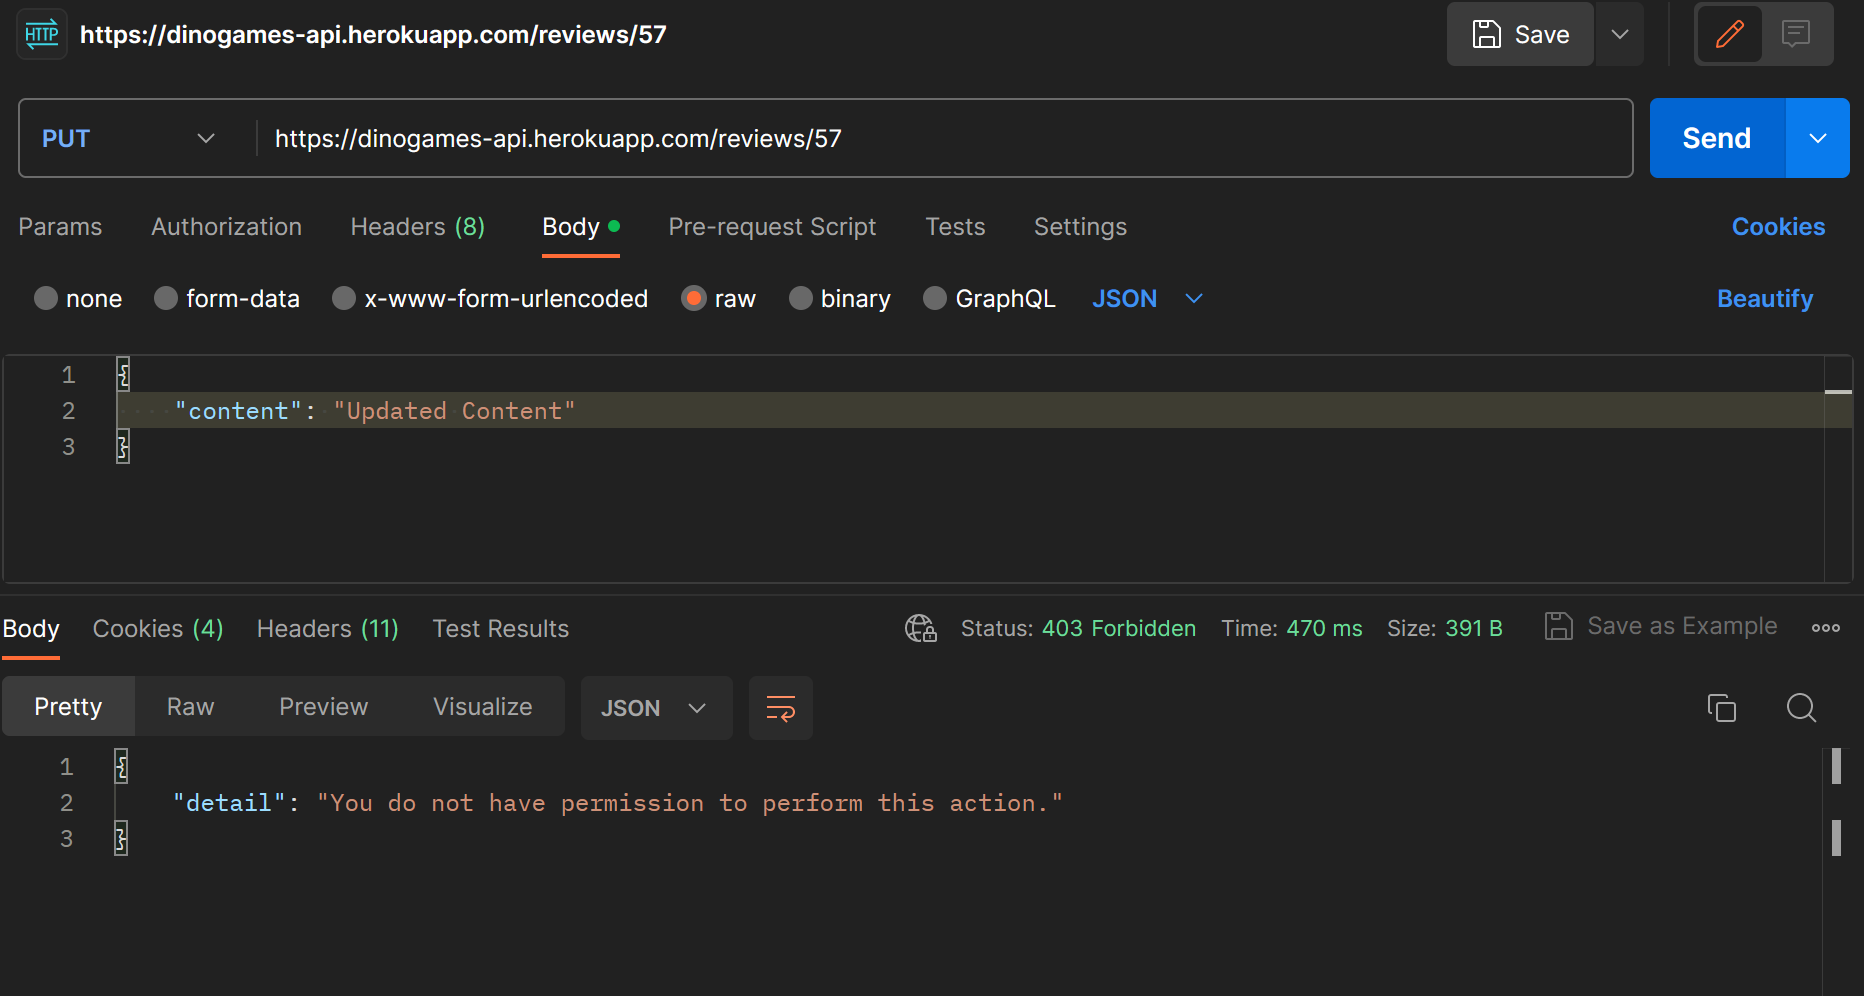 HTTP https://dinogames-api.herokuapp.com/reviews/57 Save
PUT https://dinogames-api.herokuapp.com/reviews/57 Send
Params Authorization Headers (8) Body Pre-request Script Tests Settings Cookies
none form-data x-www-form-urlencoded raw binary GraphQL JSON Beautify
1 {
2 "content": "Updated Content"
3 }
Body Cookies (4) Headers (11) Test Results Status: 403 Forbidden Time: 470 ms Size: 391 B Save as Example
Pretty Raw Preview Visualize JSON
1 {
2 "detail": "You do not have permission to perform this action."
3 }